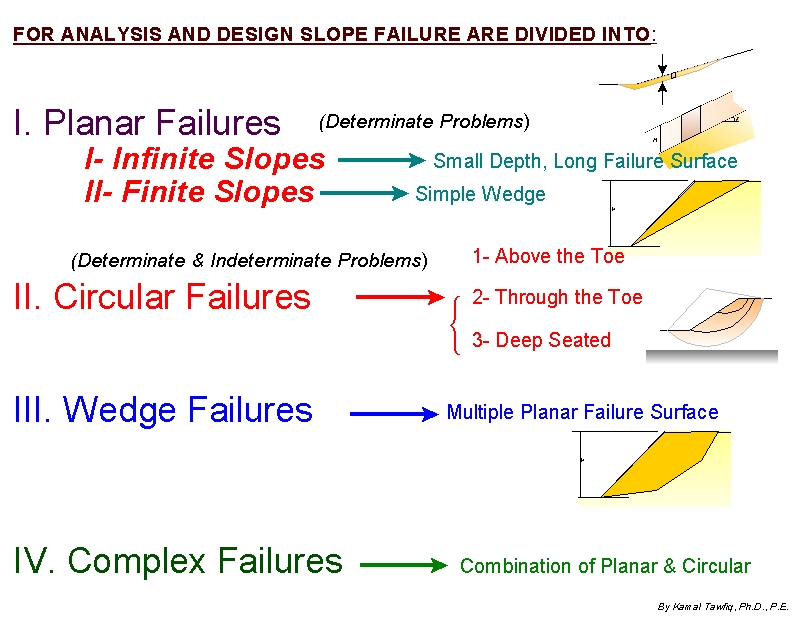 FOR ANALYSIS AND DESIGN SLOPE FAILURE ARE DIVIDED INTO:
I. Planar Failures (Determinate Problems)
I- Infinite Slopes Small Depth, Long Failure Surface
II- Finite Slopes Simple Wedge
(Determinate & Indeterminate Problems)
1- Above the Toe
II. Circular Failures 2- Through the Toe
3- Deep Seated
III. Wedge Failures Multiple Planar Failure Surface
IV. Complex Failures Combination of Planar & Circular
By Kamal Tawfiq, Ph.D., P.E.